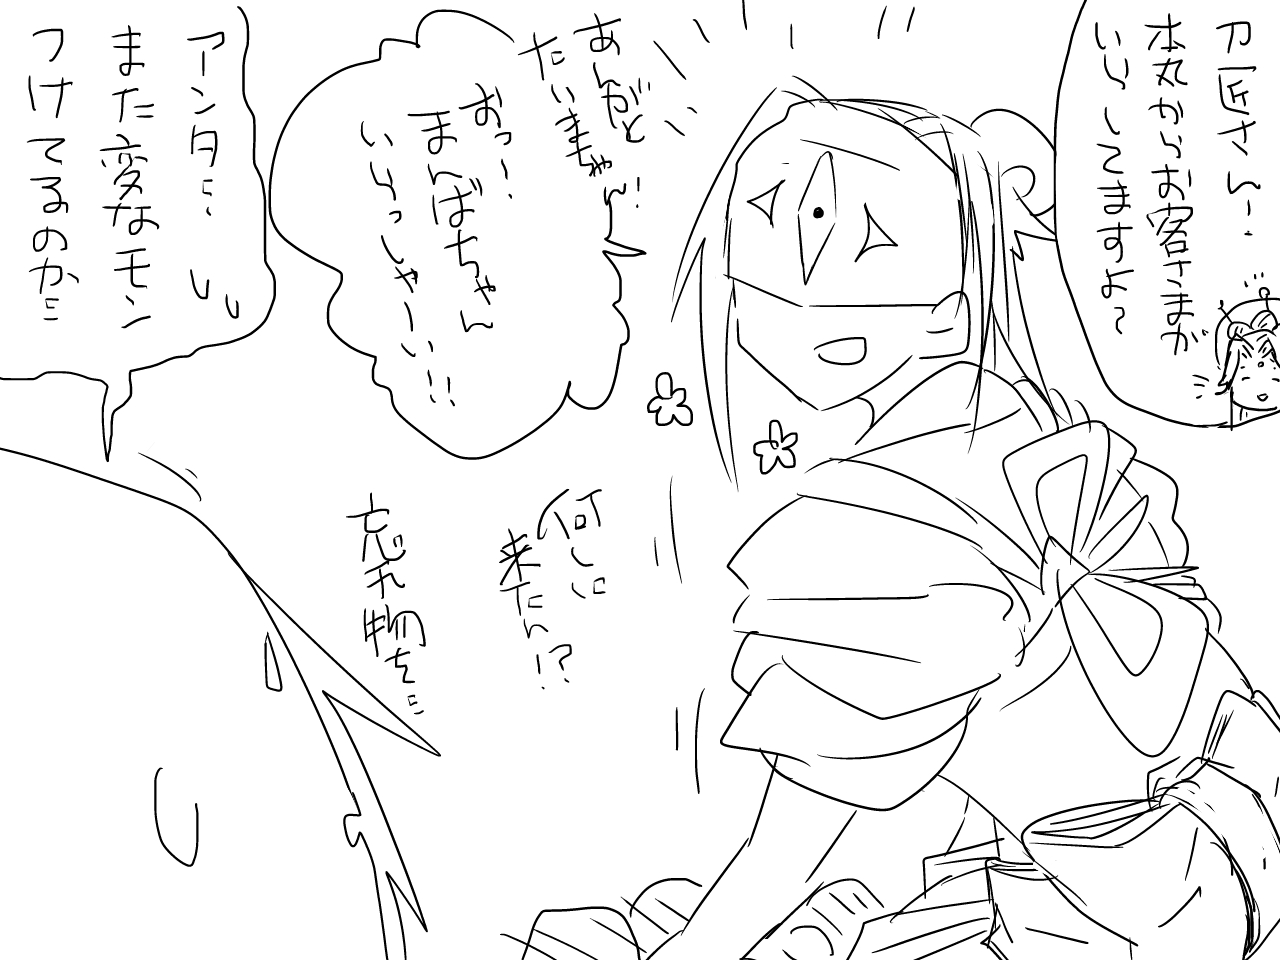 刀匠さん…
本丸からお客さまが
いらしてますよ～
あんがと
たいまちゃん!
おっ！
まんばちゃん
いらっしゃーい!!
何しに
来たん!?
忘れ物を…
アンタ…
また変なモン
つけてるのか…